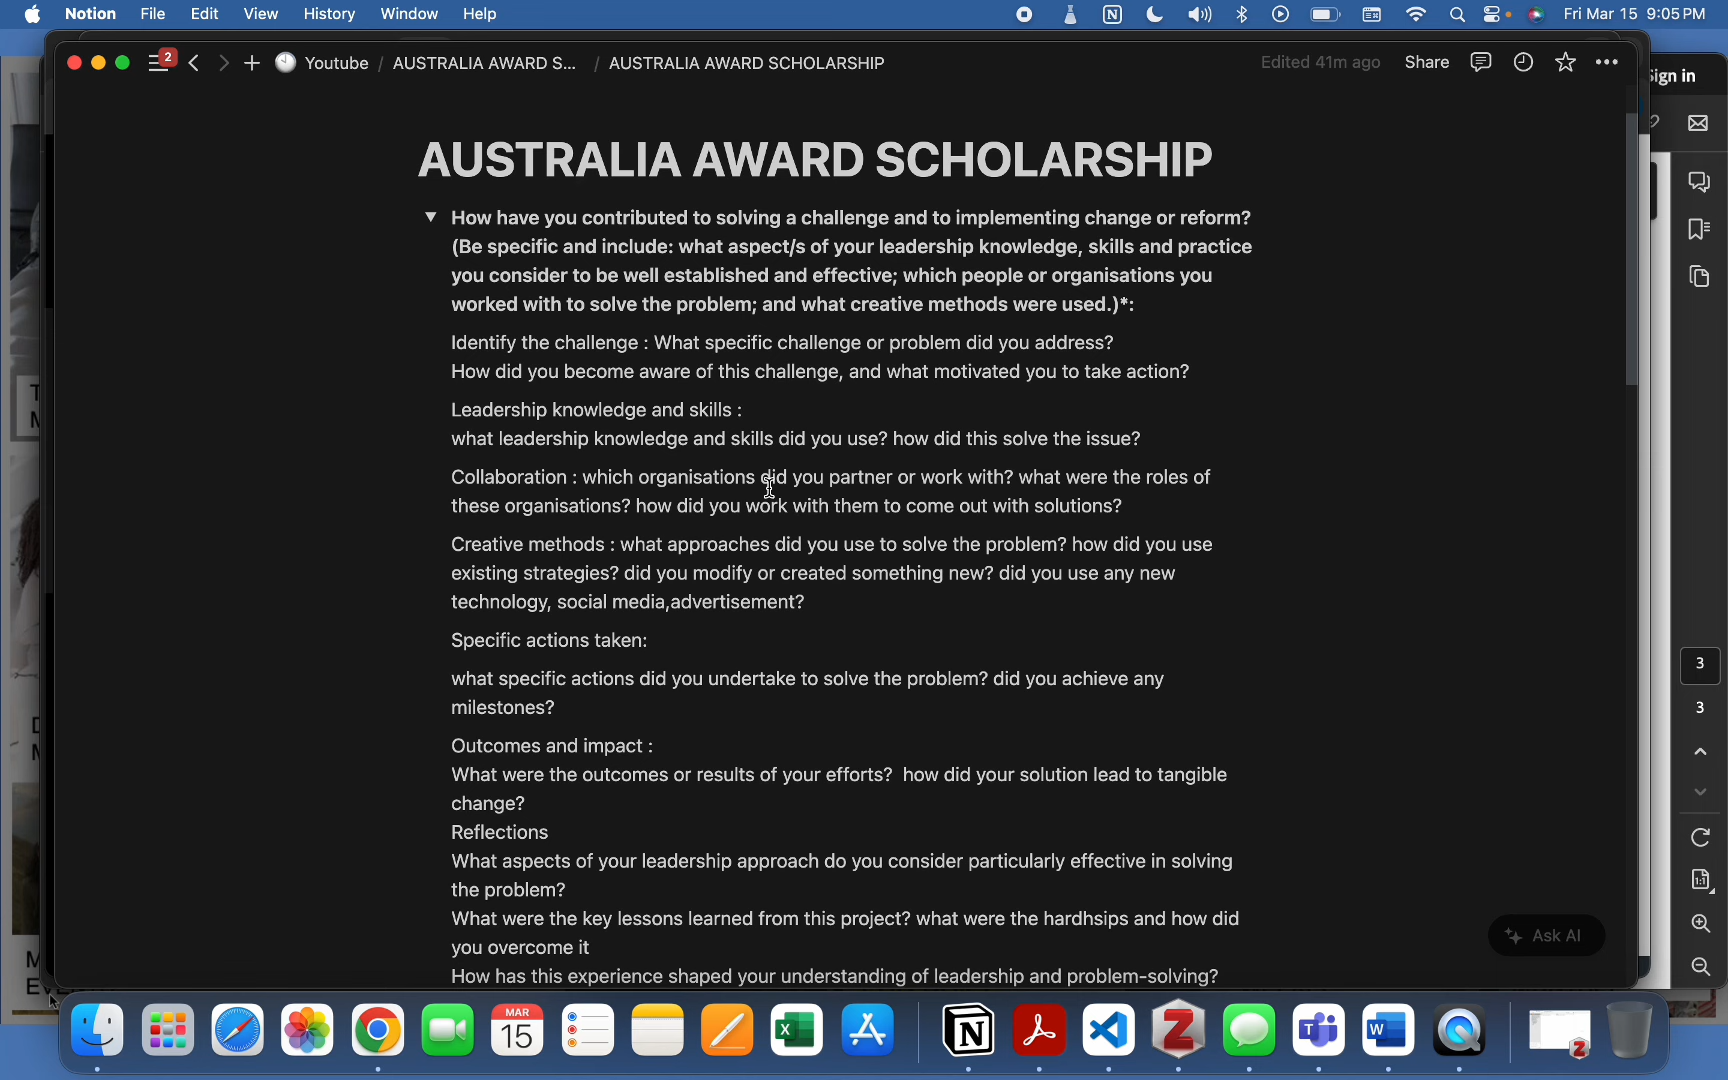 Notion File Edit View History Window Help Fri Mar 15 9:05 PM
2 Youtube / AUSTRALIA AWARD S... / AUSTRALIA AWARD SCHOLARSHIP Edited 41m ago Share
ign in
AUSTRALIA AWARD SCHOLARSHIP
How have you contributed to solving a challenge and to implementing change or reform?
(Be specific and include: what aspect/s of your leadership knowledge, skills and practice
you consider to be well established and effective; which people or organisations you
worked with to solve the problem; and what creative methods were used.)*:
Identify the challenge : What specific challenge or problem did you address?
How did you become aware of this challenge, and what motivated you to take action?
Leadership knowledge and skills :
what leadership knowledge and skills did you use? how did this solve the issue?
Collaboration : which organisations did you partner or work with? what were the roles of
these organisations? how did you work with them to come out with solutions?
Creative methods : what approaches did you use to solve the problem? how did you use
existing strategies? did you modify or created something new? did you use any new
technology, social media,advertisement?
Specific actions taken:
what specific actions did you undertake to solve the problem? did you achieve any
milestones?
Outcomes and impact :
What were the outcomes or results of your efforts?  how did your solution lead to tangible
change?
Reflections
What aspects of your leadership approach do you consider particularly effective in solving
the problem?
What were the key lessons learned from this project? what were the hardhsips and how did
you overcome it
How has this experience shaped your understanding of leadership and problem-solving?
Ask AI
3
3
MAR
15